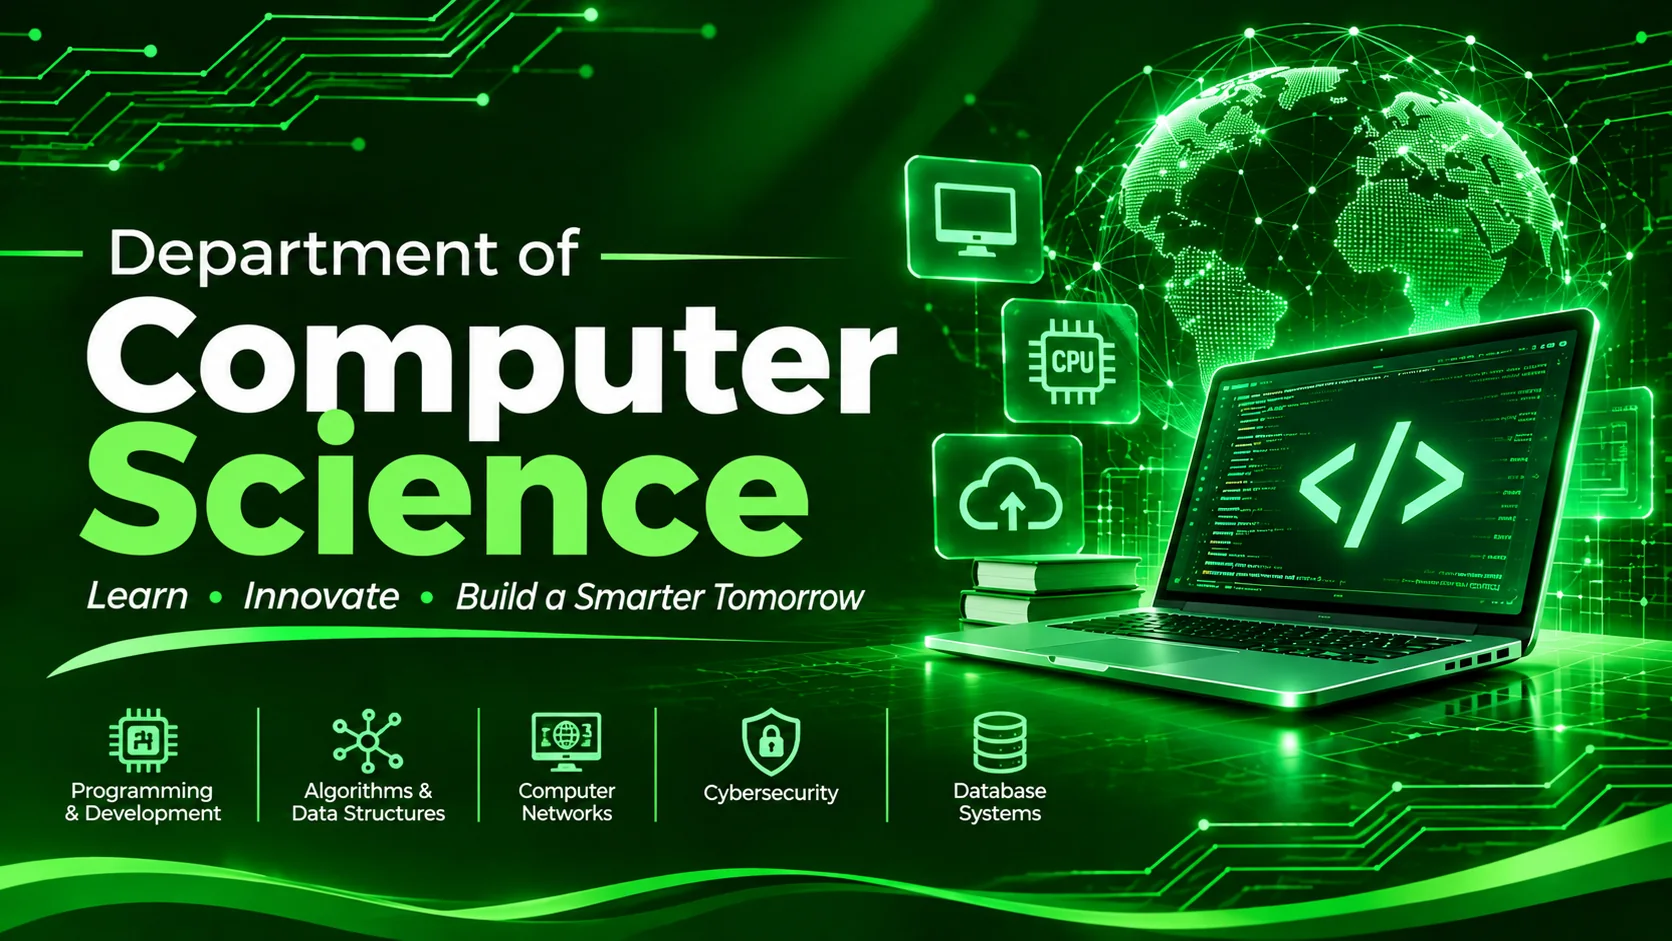 Department of
Computer
Science
Learn • Innovate • Build a Smarter Tomorrow
CPU
</>
Programming
& Development
Algorithms &
Data Structures
Computer
Networks
Cybersecurity
Database
Systems